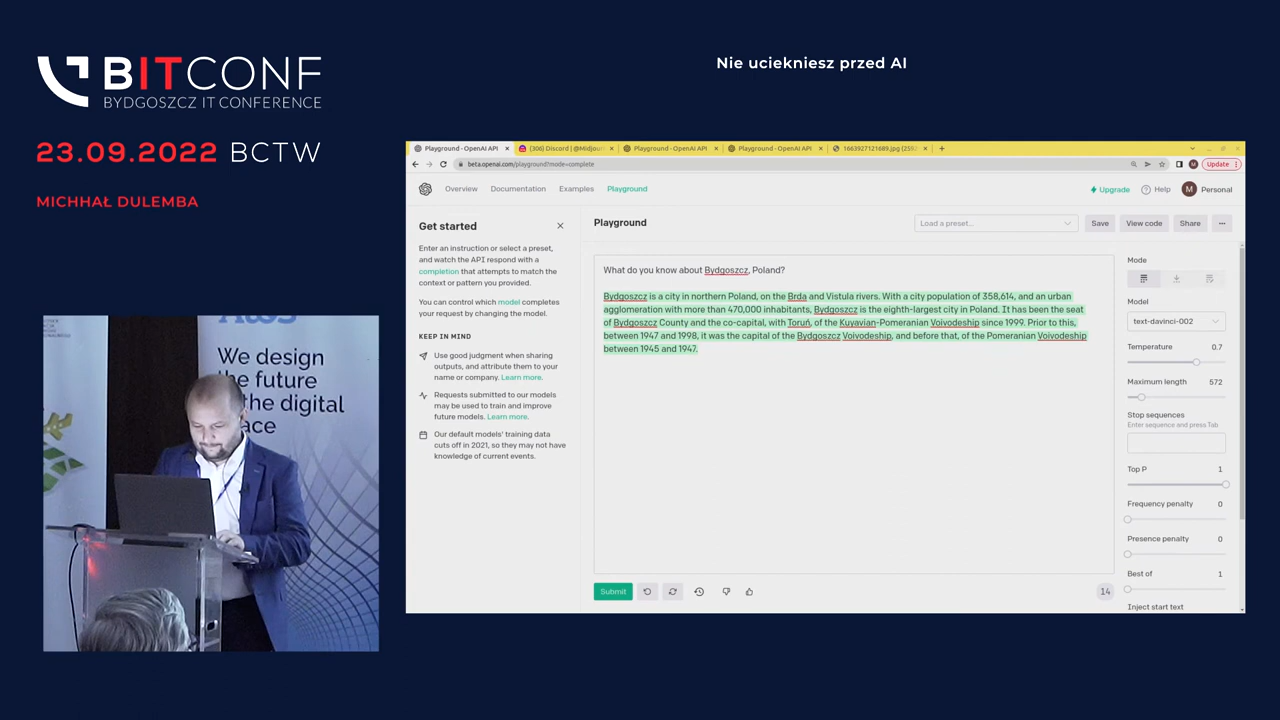 BITCONF
BYDGOSZCZ IT CONFERENCE
23.09.2022 BCTW
MICHHAŁ DULEMBA
Nie uciekniesz przed AI
We design
the future
the digital
ace
Playground - OpenAI API
(306) Discord | @Midjou
Playground - OpenAI API
Playground - OpenAI API
1663927121689.jpg (255
beta.openai.com/playground?mode=complete
Update
Overview Documentation Examples Playground
Upgrade Help M Personal
Get started
Enter an instruction or select a preset,
and watch the API respond with a
completion that attempts to match the
context or pattern you provided.
You can control which model completes
your request by changing the model.
KEEP IN MIND
Use good judgment when sharing
outputs, and attribute them to your
name or company. Learn more.
Requests submitted to our models
may be used to train and improve
future models. Learn more.
Our default models' training data
cuts off in 2021, so they may not have
knowledge of current events.
Playground
Load a preset...
Save View code Share ...
What do you know about Bydgoszcz, Poland?
Bydgoszcz is a city in northern Poland, on the Brda and Vistula rivers. With a city population of 358,614, and an urban
agglomeration with more than 470,000 inhabitants, Bydgoszcz is the eighth-largest city in Poland. It has been the seat
of Bydgoszcz County and the co-capital, with Toruń, of the Kuyavian-Pomeranian Voivodeship since 1999. Prior to this,
between 1947 and 1998, it was the capital of the Bydgoszcz Voivodeship, and before that, of the Pomeranian Voivodeship
between 1945 and 1947.
Submit
14
Mode
Model
text-davinci-002
Temperature 0.7
Maximum length 572
Stop sequences
Enter sequence and press Tab
Top P 1
Frequency penalty 0
Presence penalty 0
Best of 1
Inject start text